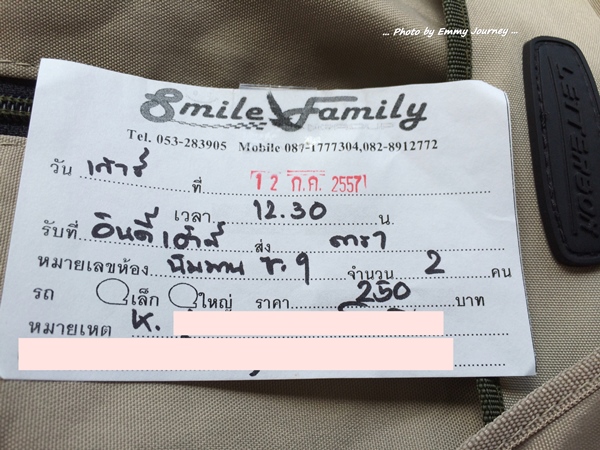 ... Photo by Emmy Journey ...
LETTERSON
Smile Family
Tel. 053-283905 Mobile 087-1777304,082-8912772
วัน เสาร์ ที่ 12 ก.ค. 2557
เวลา 12.30 น.
รับที่ อินดี้ เฮ้าส์ ส่ง ดารา
หมายเลขห้อง นิมมาน ซ.9 จำนวน 2 คน
รถ เล็ก ใหญ่ ราคา 250 บาท
หมายเหตุ K.